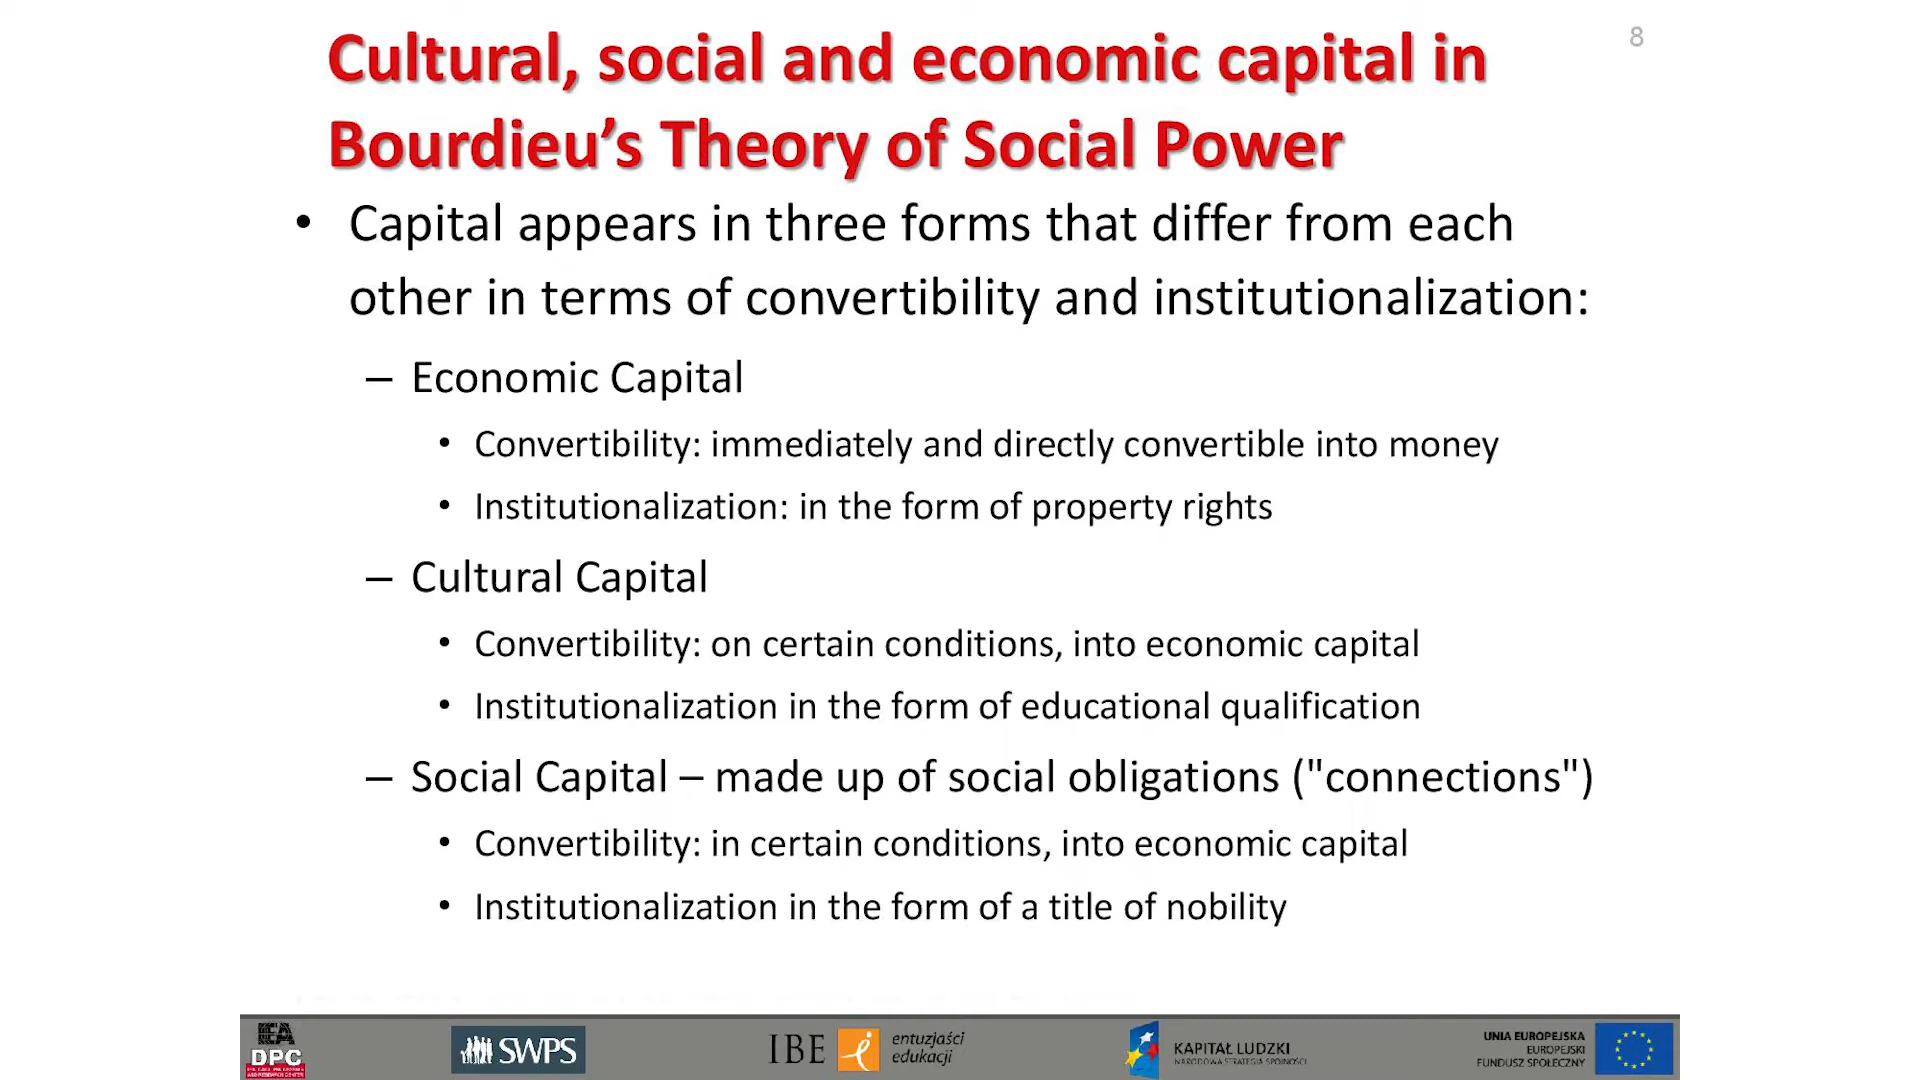 8
Cultural, social and economic capital in
Bourdieu’s Theory of Social Power
• Capital appears in three forms that differ from each
other in terms of convertibility and institutionalization:
– Economic Capital
• Convertibility: immediately and directly convertible into money
• Institutionalization: in the form of property rights
– Cultural Capital
• Convertibility: on certain conditions, into economic capital
• Institutionalization in the form of educational qualification
– Social Capital – made up of social obligations ("connections")
• Convertibility: in certain conditions, into economic capital
• Institutionalization in the form of a title of nobility
IEA
DPC
SWPS
IBE
entuzjaści
edukacji
KAPITAŁ LUDZKI
NARODOWA STRATEGIA SPÓJNOŚCI
UNIA EUROPEJSKA
EUROPEJSKI
FUNDUSZ SPOŁECZNY